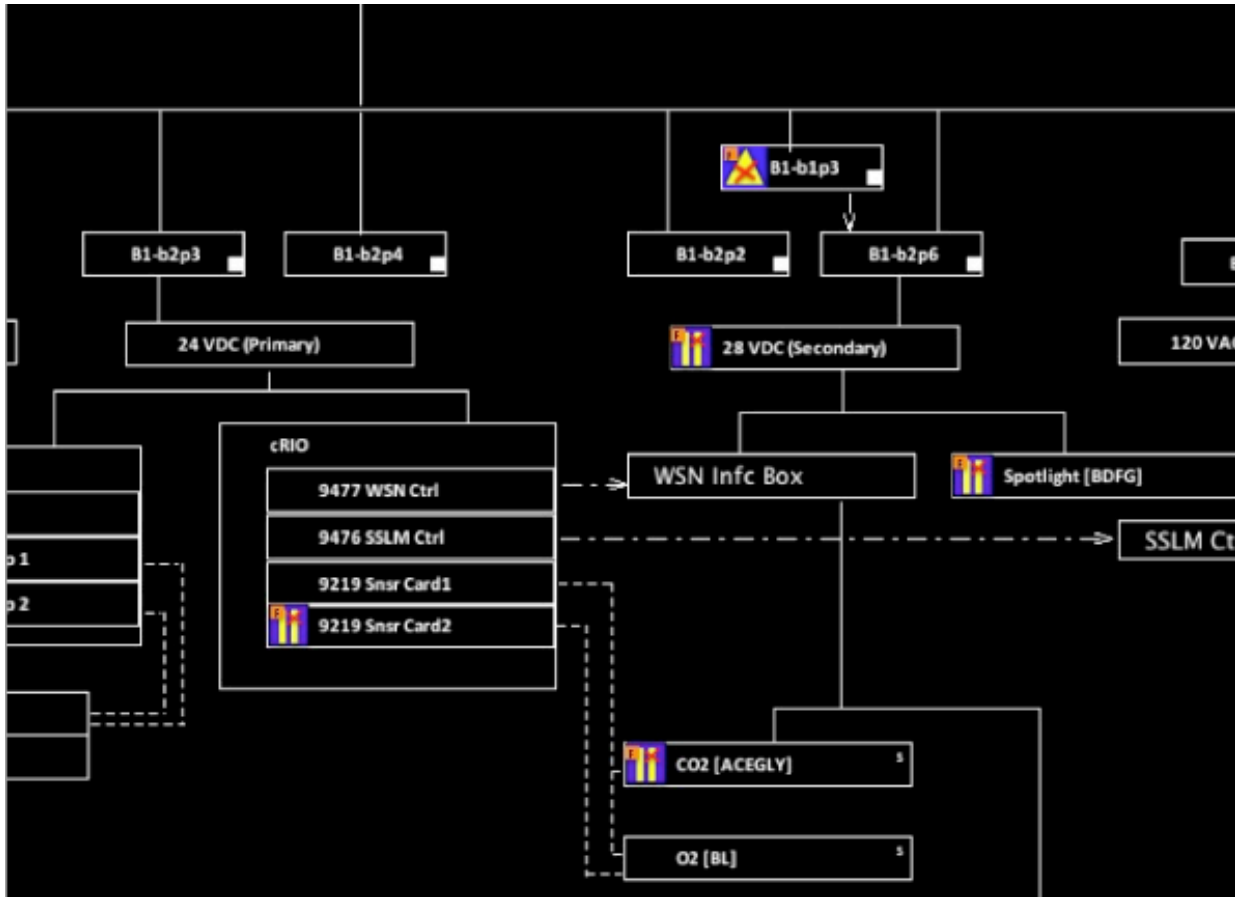 B1-b1p3
B1-b2p3
B1-b2p4
B1-b2p2
B1-b2p6
24 VDC (Primary)
28 VDC (Secondary)
120 VA
cRIO
9477 WSN Ctrl
WSN Infc Box
Spotlight [BDFG]
9476 SSLM Ctrl
SSLM Ct
1
9219 Snsr Card1
2
9219 Snsr Card2
CO2 [ACEGLY]
s
O2 [BL]
s